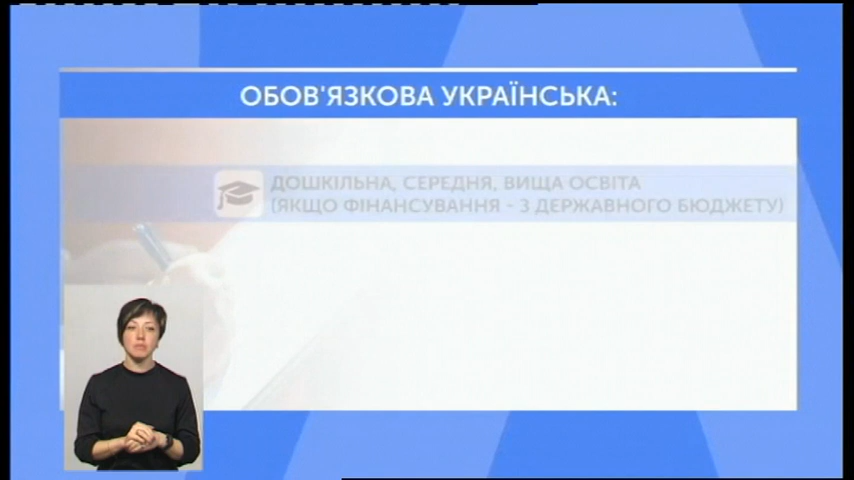 ОБОВ'ЯЗКОВА УКРАЇНСЬКА:
ДОШКІЛЬНА, СЕРЕДНЯ, ВИЩА ОСВІТА
(ЯКЩО ФІНАНСУВАННЯ - З ДЕРЖАВНОГО БЮДЖЕТУ)